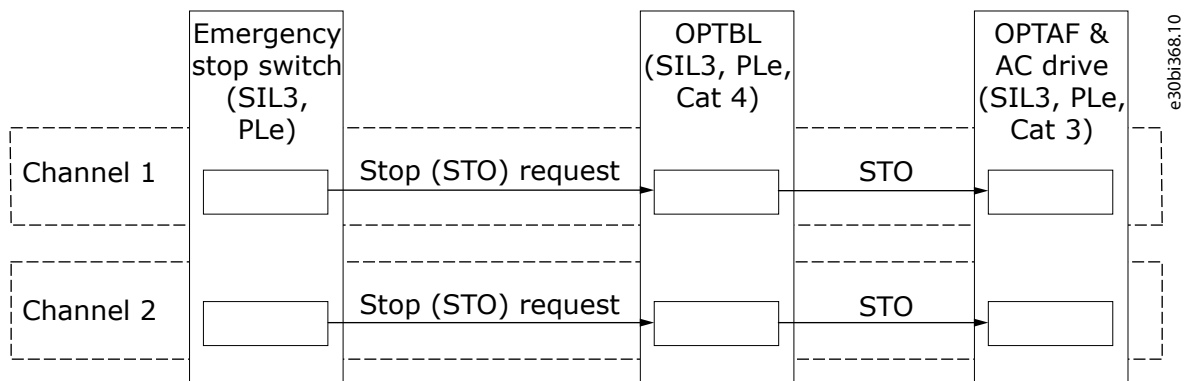 Emergency
stop switch
(SIL3,
PLe)
OPTBL
(SIL3, PLe,
Cat 4)
OPTAF &
AC drive
(SIL3, PLe,
Cat 3)
Channel 1
Stop (STO) request
STO
Channel 2
Stop (STO) request
STO
e30bi368.10